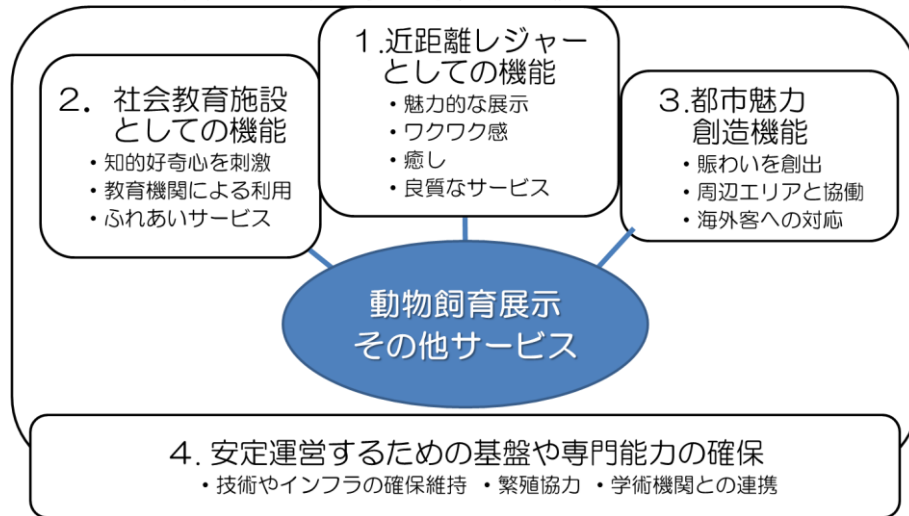 １.近距離レジャー
としての機能
・魅力的な展示
・ワクワク感
・癒し
・良質なサービス
２．社会教育施設
としての機能
・知的好奇心を刺激
・教育機関による利用
・ふれあいサービス
３.都市魅力
創造機能
・賑わいを創出
・周辺エリアと協働
・海外客への対応
動物飼育展示
その他サービス
４. 安定運営するための基盤や専門能力の確保
・技術やインフラの確保維持 ・繁殖協力 ・学術機関との連携